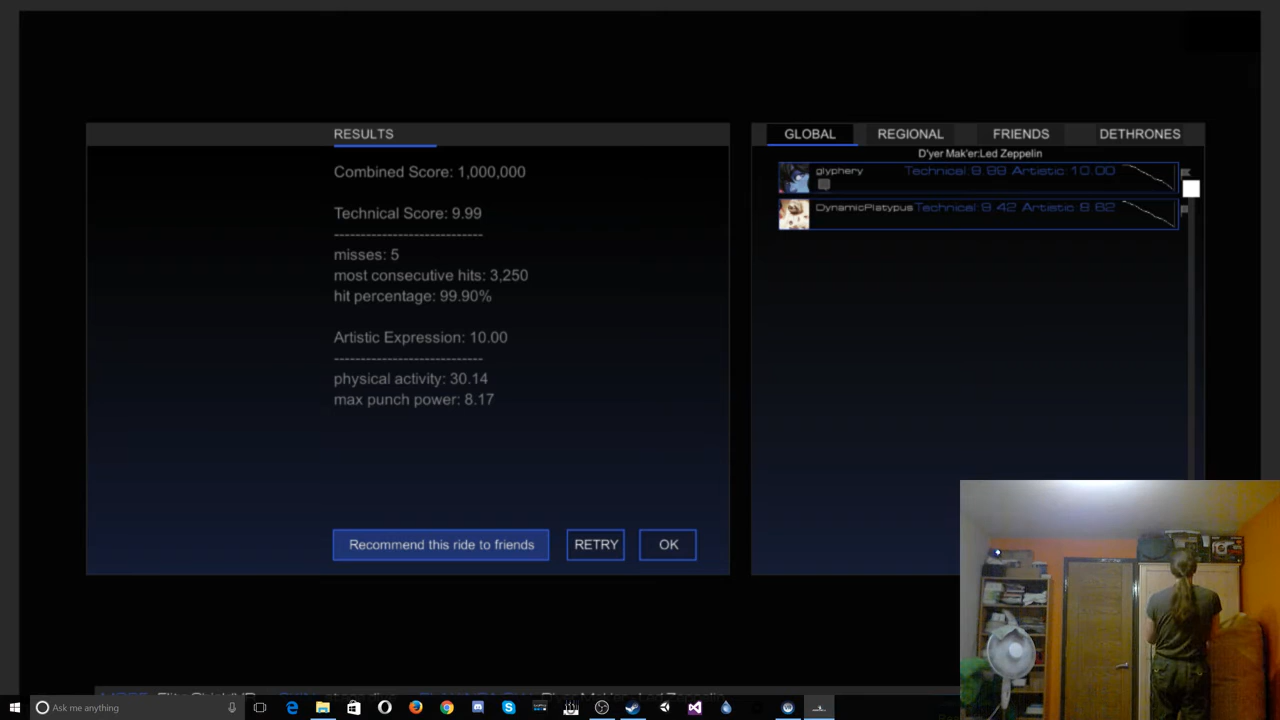 RESULTS
Combined Score: 1,000,000
Technical Score: 9.99
----------------------------
misses: 5
most consecutive hits: 3,250
hit percentage: 99.90%
Artistic Expression: 10.00
----------------------------
physical activity: 30.14
max punch power: 8.17
Recommend this ride to friends
RETRY
OK
GLOBAL REGIONAL FRIENDS DETHRONES
D'yer Mak'er:Led Zeppelin
glyphery Technical:9.99 Artistic:10.00
DynamicPlatypus Technical:9.42 Artistic:8.62
Ask me anything